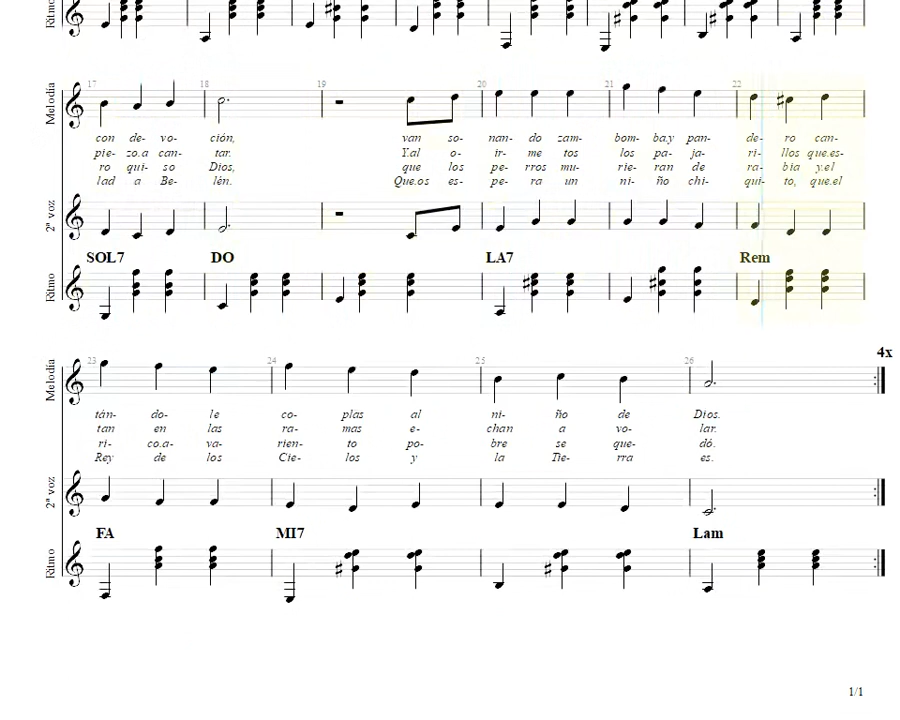 Ritmo
17 18 19 20 21 22
Melodía
con de- vo- ción, van so- nan- do zam- bom- ba.y pan- de- ro can-
pie- zo.a can- tar. Y.al o- ir- me tos los pa- ja- ri- llos que.es-
ro qui- so Dios, que los pe- rros mu- rie- ran de ra- bia y.el
lad a Be- lén. Que.os es- pe- ra un ni- ño chi- qui- to, que.el
2ª voz
SOL7 DO LA7 Rem
Ritmo
4x
23 24 25 26
Melodía
tán- do- le co- plas al ni- ño de Dios.
tan en las ra- mas e- chan a vo- lar.
ri- co.a- va- rien- to po- bre se que- dó.
Rey de los Cie- los y la Tie- rra es.
2ª voz
FA MI7 Lam
Ritmo
1/1